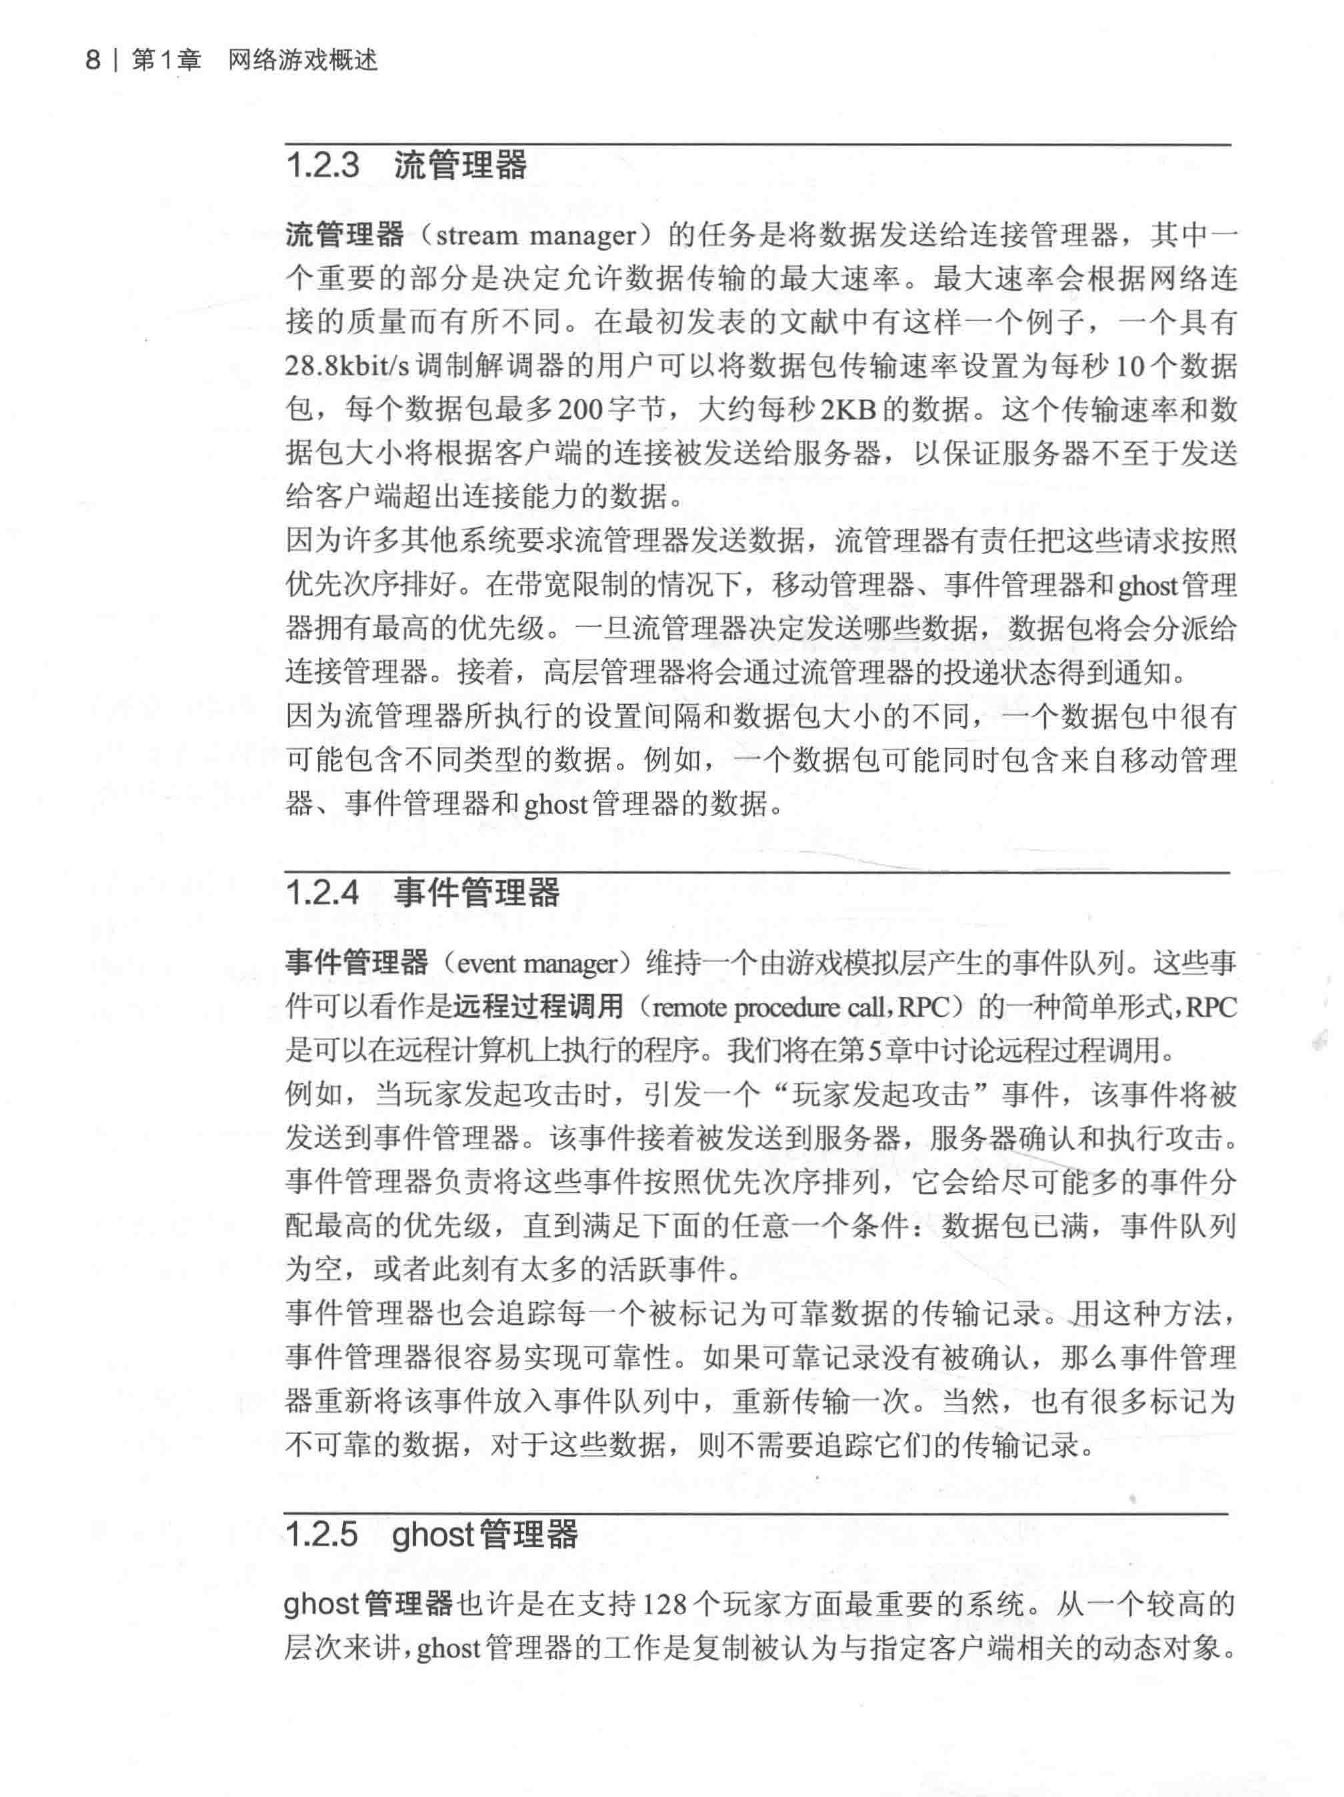 8 | 第1章 网络游戏概述
1.2.3 流管理器
流管理器（stream manager）的任务是将数据发送给连接管理器，其中一
个重要的部分是决定允许数据传输的最大速率。最大速率会根据网络连
接的质量而有所不同。在最初发表的文献中有这样一个例子，一个具有
28.8kbit/s调制解调器的用户可以将数据包传输速率设置为每秒10个数据
包，每个数据包最多200字节，大约每秒2KB的数据。这个传输速率和数
据包大小将根据客户端的连接被发送给服务器，以保证服务器不至于发送
给客户端超出连接能力的数据。
因为许多其他系统要求流管理器发送数据，流管理器有责任把这些请求按照
优先次序排好。在带宽限制的情况下，移动管理器、事件管理器和ghost管理
器拥有最高的优先级。一旦流管理器决定发送哪些数据，数据包将会分派给
连接管理器。接着，高层管理器将会通过流管理器的投递状态得到通知。
因为流管理器所执行的设置间隔和数据包大小的不同，一个数据包中很有
可能包含不同类型的数据。例如，一个数据包可能同时包含来自移动管理
器、事件管理器和ghost管理器的数据。
1.2.4 事件管理器
事件管理器（event manager）维持一个由游戏模拟层产生的事件队列。这些事
件可以看作是远程过程调用（remote procedure call，RPC）的一种简单形式，RPC
是可以在远程计算机上执行的程序。我们将在第5章中讨论远程过程调用。
例如，当玩家发起攻击时，引发一个“玩家发起攻击”事件，该事件将被
发送到事件管理器。该事件接着被发送到服务器，服务器确认和执行攻击。
事件管理器负责将这些事件按照优先次序排列，它会给尽可能多的事件分
配最高的优先级，直到满足下面的任意一个条件：数据包已满，事件队列
为空，或者此刻有太多的活跃事件。
事件管理器也会追踪每一个被标记为可靠数据的传输记录。用这种方法，
事件管理器很容易实现可靠性。如果可靠记录没有被确认，那么事件管理
器重新将该事件放入事件队列中，重新传输一次。当然，也有很多标记为
不可靠的数据，对于这些数据，则不需要追踪它们的传输记录。
1.2.5 ghost管理器
ghost管理器也许是在支持128个玩家方面最重要的系统。从一个较高的
层次来讲，ghost管理器的工作是复制被认为与指定客户端相关的动态对象。